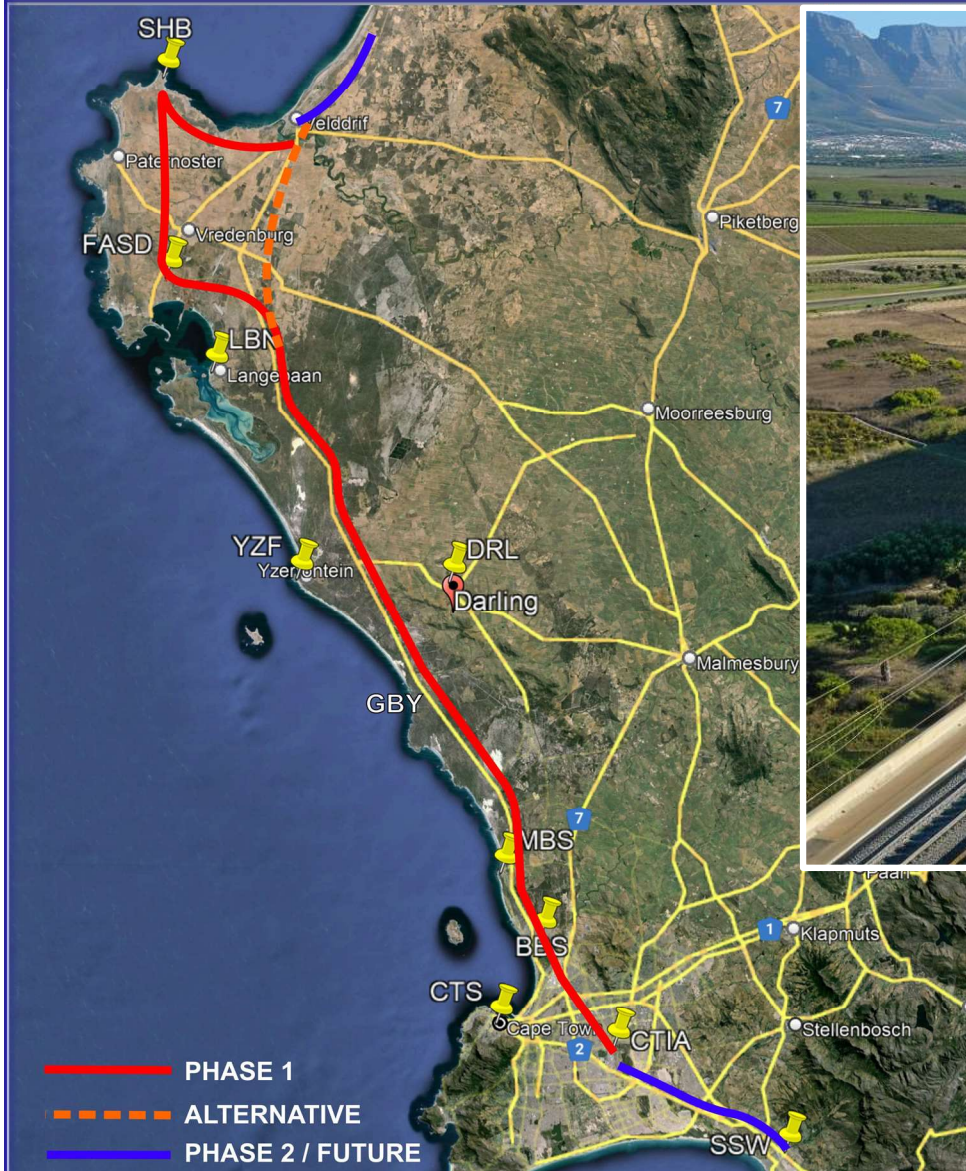 SHB
7
Velddrif
Paternoster
Piketberg
Vredenburg
FASD
LBN
Langebaan
Moorreesburg
YZF
DRL
Yzerfontein
Darling
Malmesbury
GBY
7
MBS
BBS
1
Klapmuts
CTS
Cape Town
CTIA
Stellenbosch
2
PHASE 1
ALTERNATIVE
PHASE 2 / FUTURE
SSW